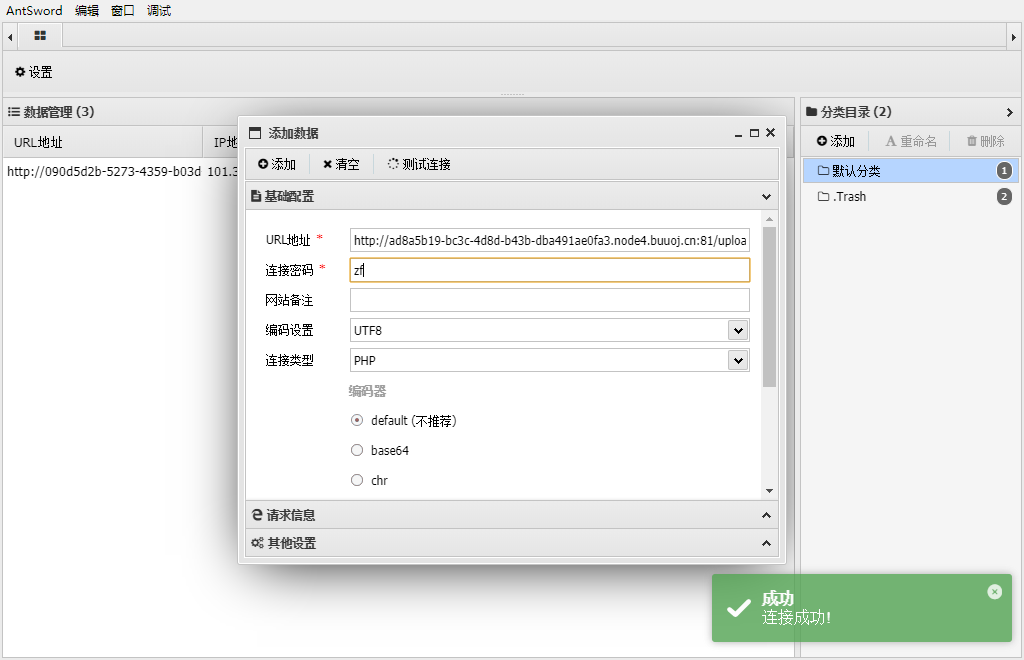 AntSword 编辑 窗口 调试
设置
数据管理 (3)
URL地址 IP地
http://090d5d2b-5273-4359-b03d 101.3
添加数据
添加 清空 测试连接
基础配置
URL地址 * http://ad8a5b19-bc3c-4d8d-b43b-dba491ae0fa3.node4.buuoj.cn:81/uploa
连接密码 * zf
网站备注
编码设置 UTF8
连接类型 PHP
编码器
default (不推荐)
base64
chr
请求信息
其他设置
分类目录 (2)
添加 重命名 删除
默认分类 1
.Trash 2
成功
连接成功!